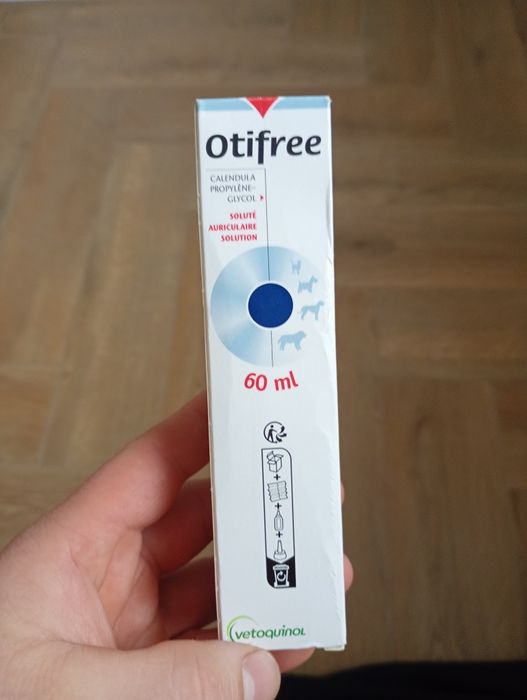 Otifree
CALENDULA
PROPYLÈNE-
GLYCOL
SOLUTÉ
AURICULAIRE
SOLUTION
60 ml
+
+
+
vetoquinol